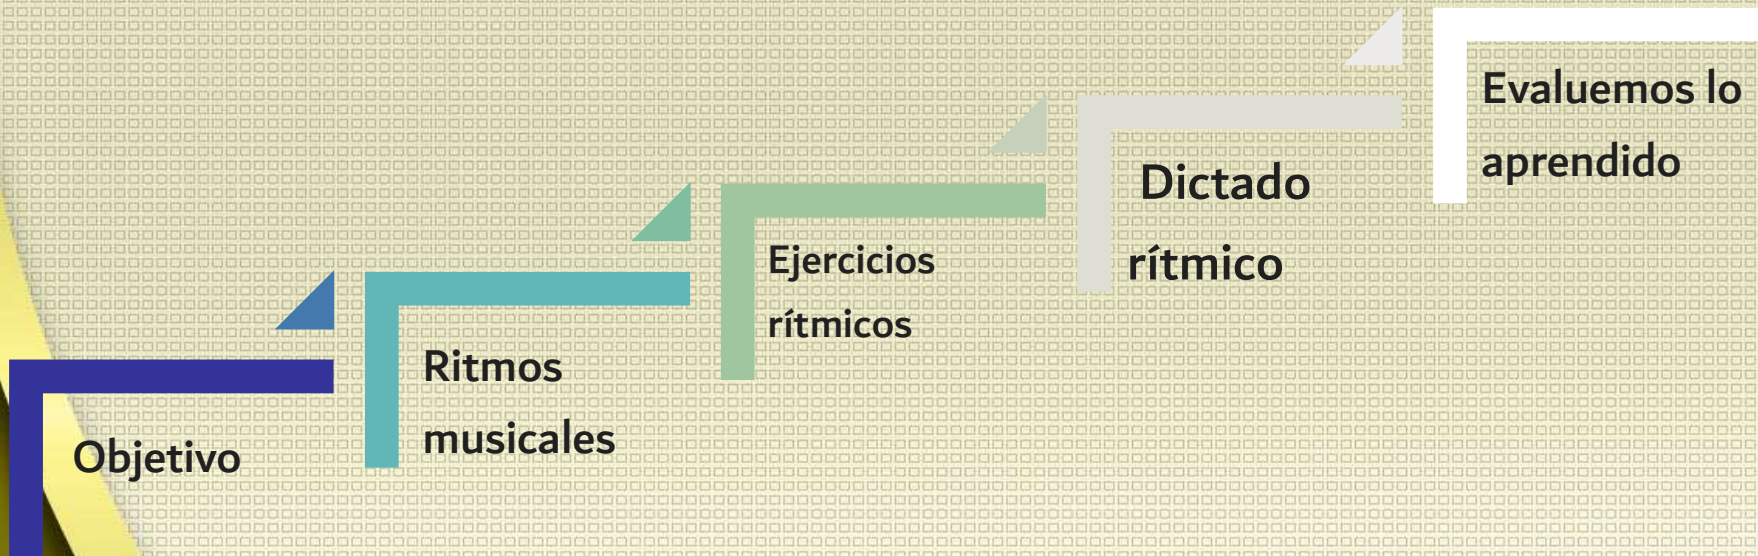 Objetivo
Ritmos
musicales
Ejercicios
rítmicos
Dictado
rítmico
Evaluemos lo
aprendido